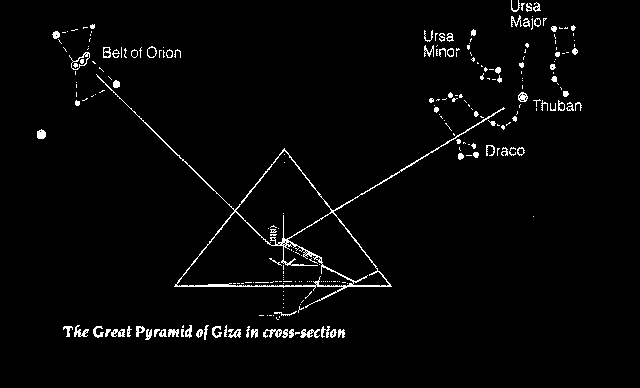 Ursa
Major
Ursa
Minor
Belt of Orion
Thuban
Draco
The Great Pyramid of Giza in cross-section